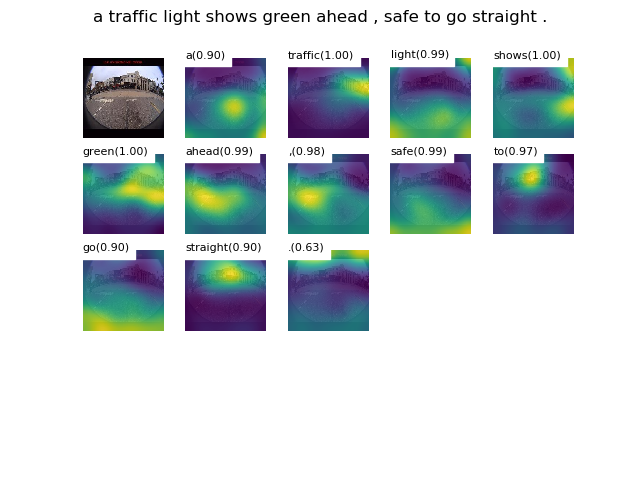 a traffic light shows green ahead , safe to go straight .
a(0.90) traffic(1.00) light(0.99) shows(1.00)
green(1.00) ahead(0.99) ,(0.98) safe(0.99) to(0.97)
go(0.90) straight(0.90) .(0.63)